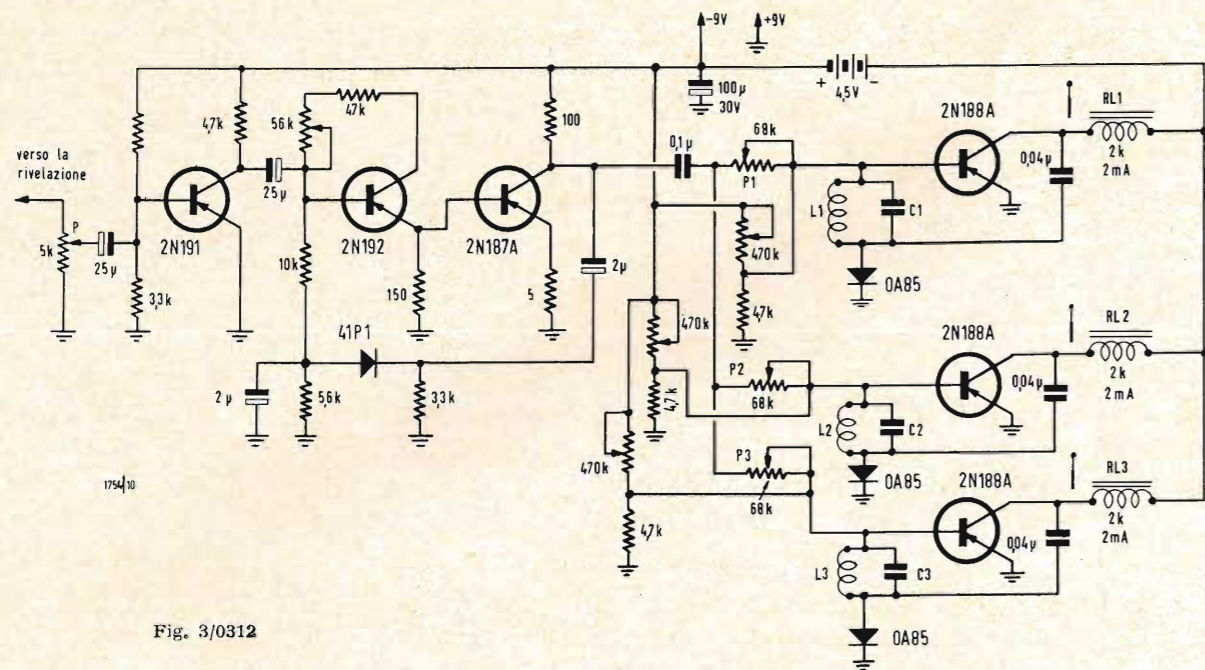 -9V
+9V
100μ
30V
+ 4,5V -
4,7k
56k
47k
100
verso la
rivelazione
25μ
P
5k
25μ
2N191
2N192
2N187A
3,3k
10k
150
5
2μ
41P1
2μ
5,6k
3,3k
0,1μ
68k
P1
470k
4,7k
2N188A
RL1
0,04μ
2k
2mA
L1
C1
OA85
470k
4,7k
P2
68k
2N188A
RL2
0,04μ
2k
2mA
L2
C2
OA85
470k
4,7k
P3
68k
2N188A
RL3
0,04μ
2k
2mA
L3
C3
OA85
1754/10
Fig. 3/0312